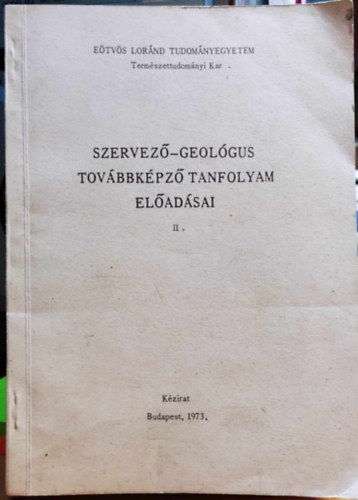 EÖTVÖS LORÁND TUDOMÁNYEGYETEM
Természettudományi Kar .
SZERVEZŐ–GEOLÓGUS
TOVÁBBKÉPZŐ TANFOLYAM
ELŐADÁSAI
II .
Kézirat
Budapest, 1973.